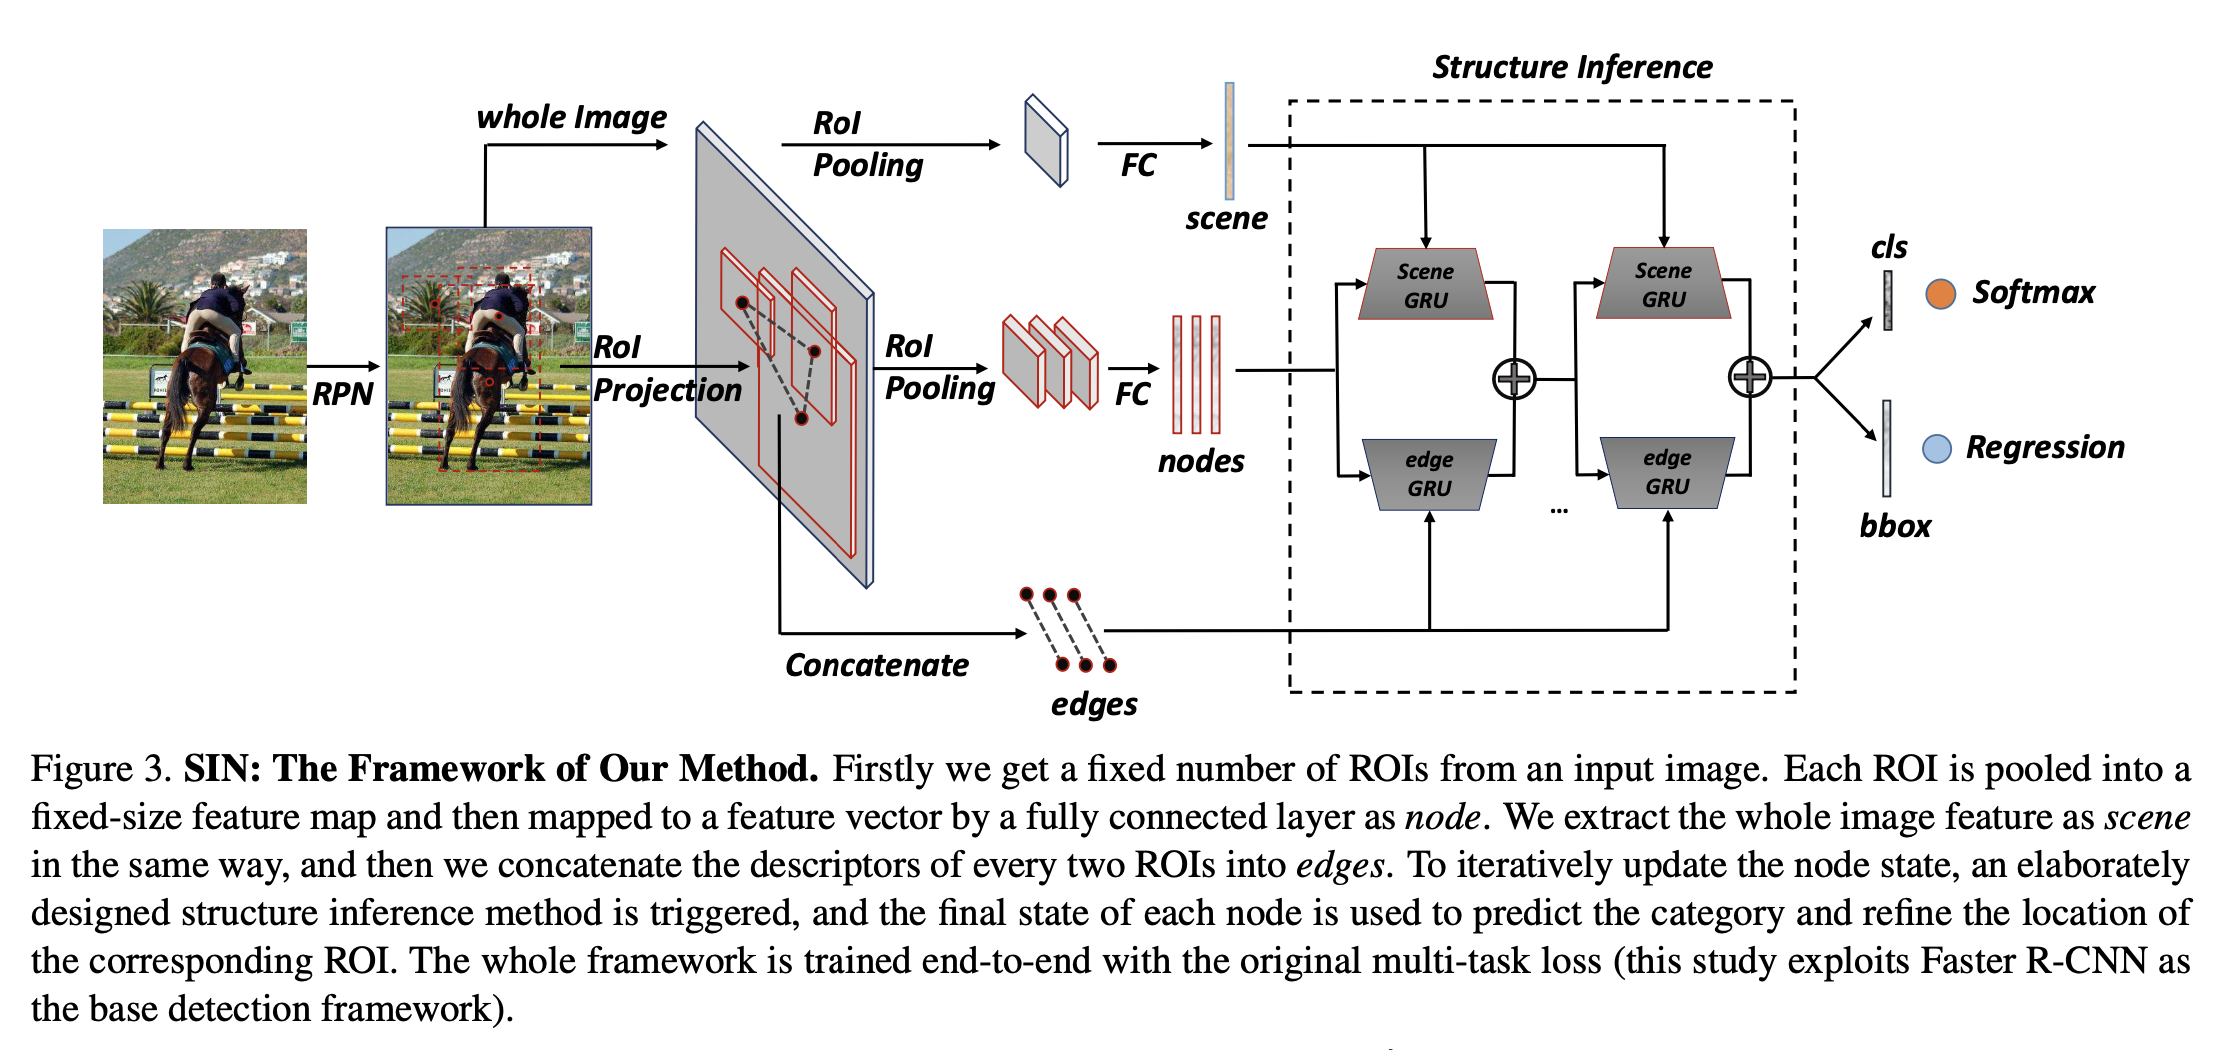 Structure Inference
whole Image
RoI
Pooling
FC
scene
Scene
GRU
Scene
GRU
cls
Softmax
RPN
RoI
Projection
RoI
Pooling
FC
nodes
edge
GRU
edge
GRU
...
Regression
bbox
Concatenate
edges
Figure 3. SIN: The Framework of Our Method. Firstly we get a fixed number of ROIs from an input image. Each ROI is pooled into a
fixed-size feature map and then mapped to a feature vector by a fully connected layer as node. We extract the whole image feature as scene
in the same way, and then we concatenate the descriptors of every two ROIs into edges. To iteratively update the node state, an elaborately
designed structure inference method is triggered, and the final state of each node is used to predict the category and refine the location of
the corresponding ROI. The whole framework is trained end-to-end with the original multi-task loss (this study exploits Faster R-CNN as
the base detection framework).